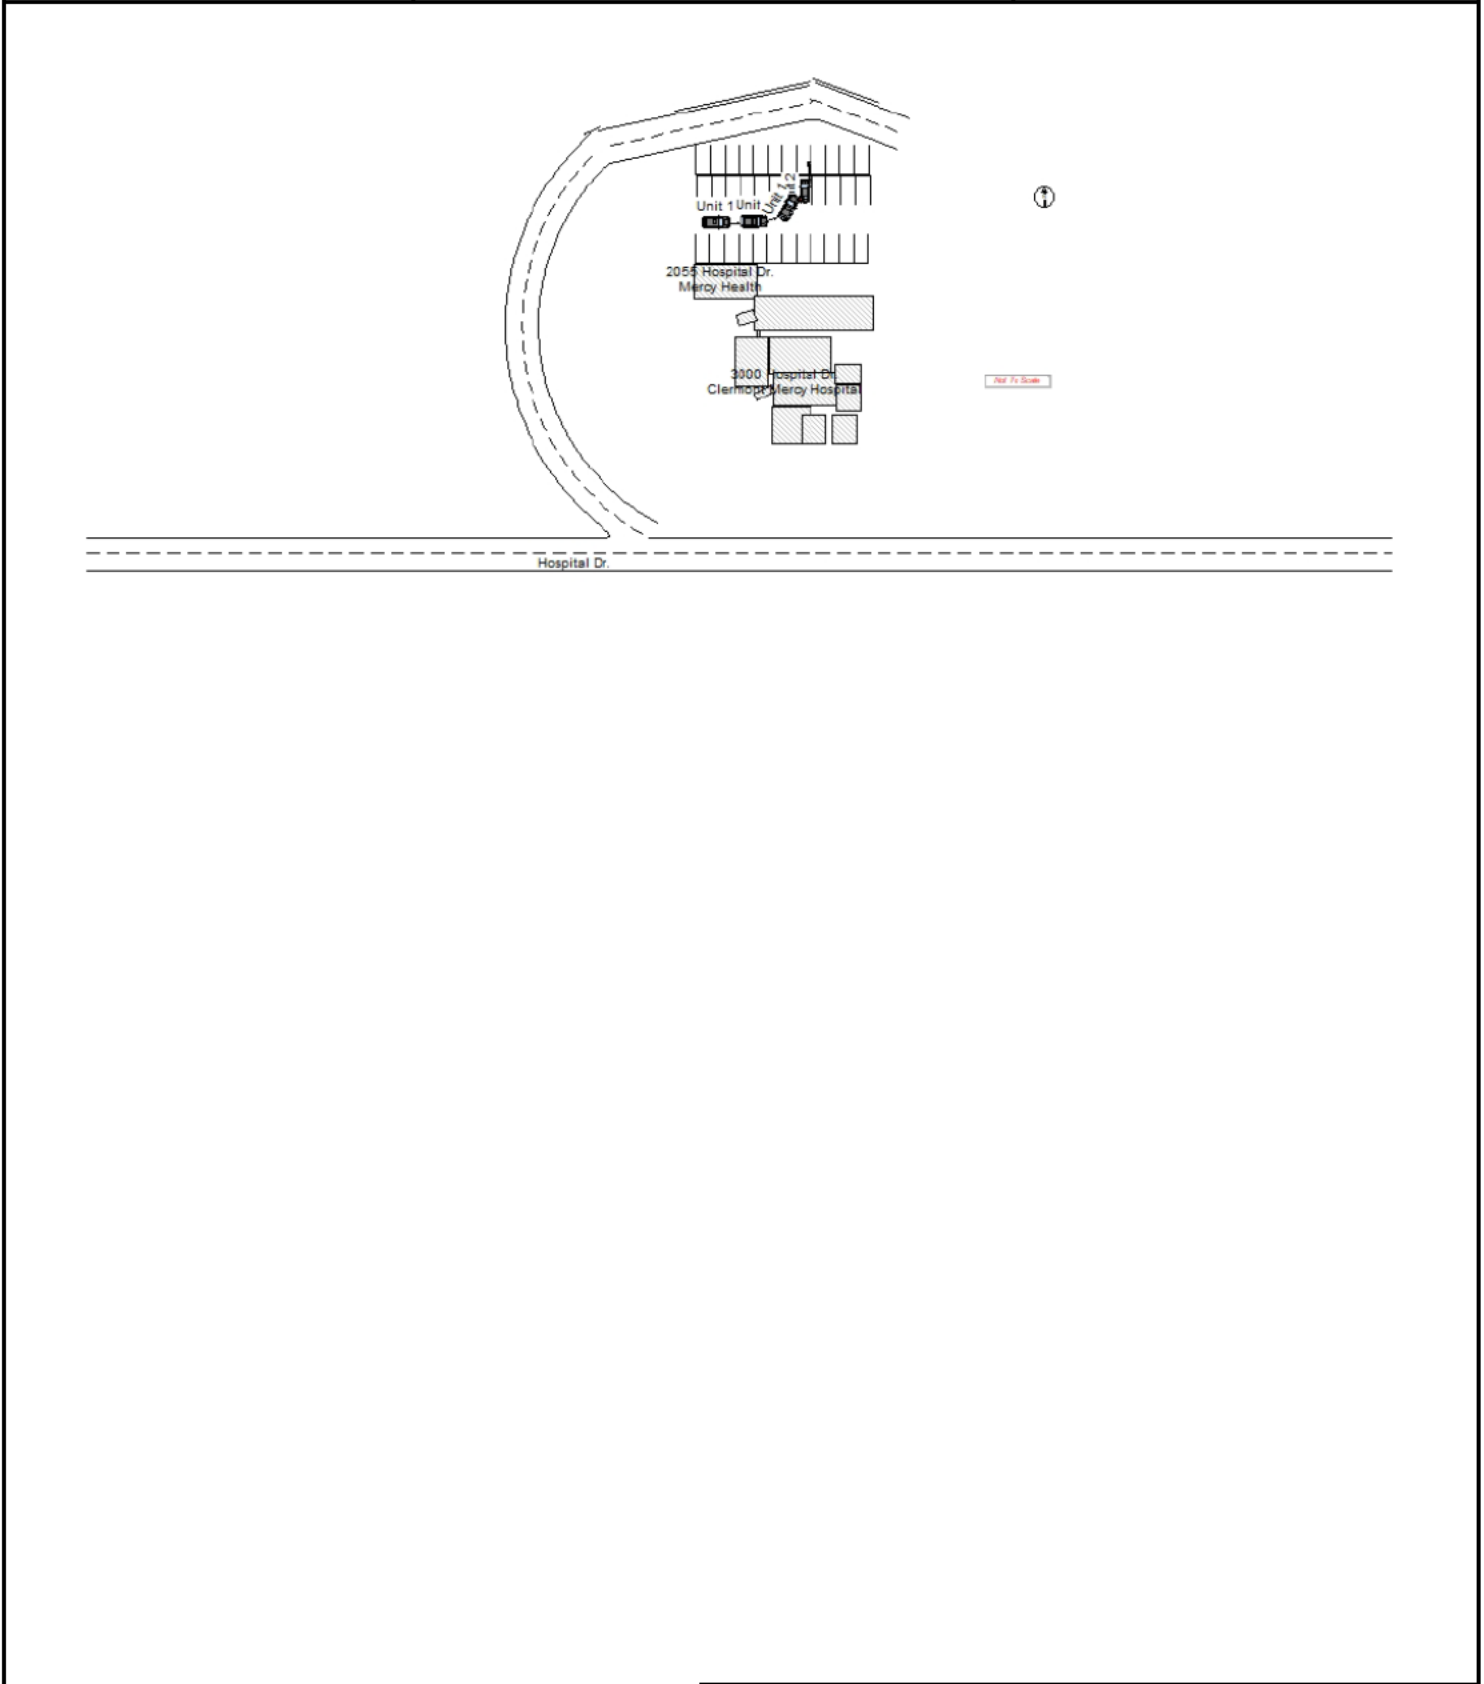 Unit 1 Unit
Unit
2055 Hospital Dr.
Mercy Health
3000 Hospital Dr.
Clermont Mercy Hospital
Not To Scale
Hospital Dr.